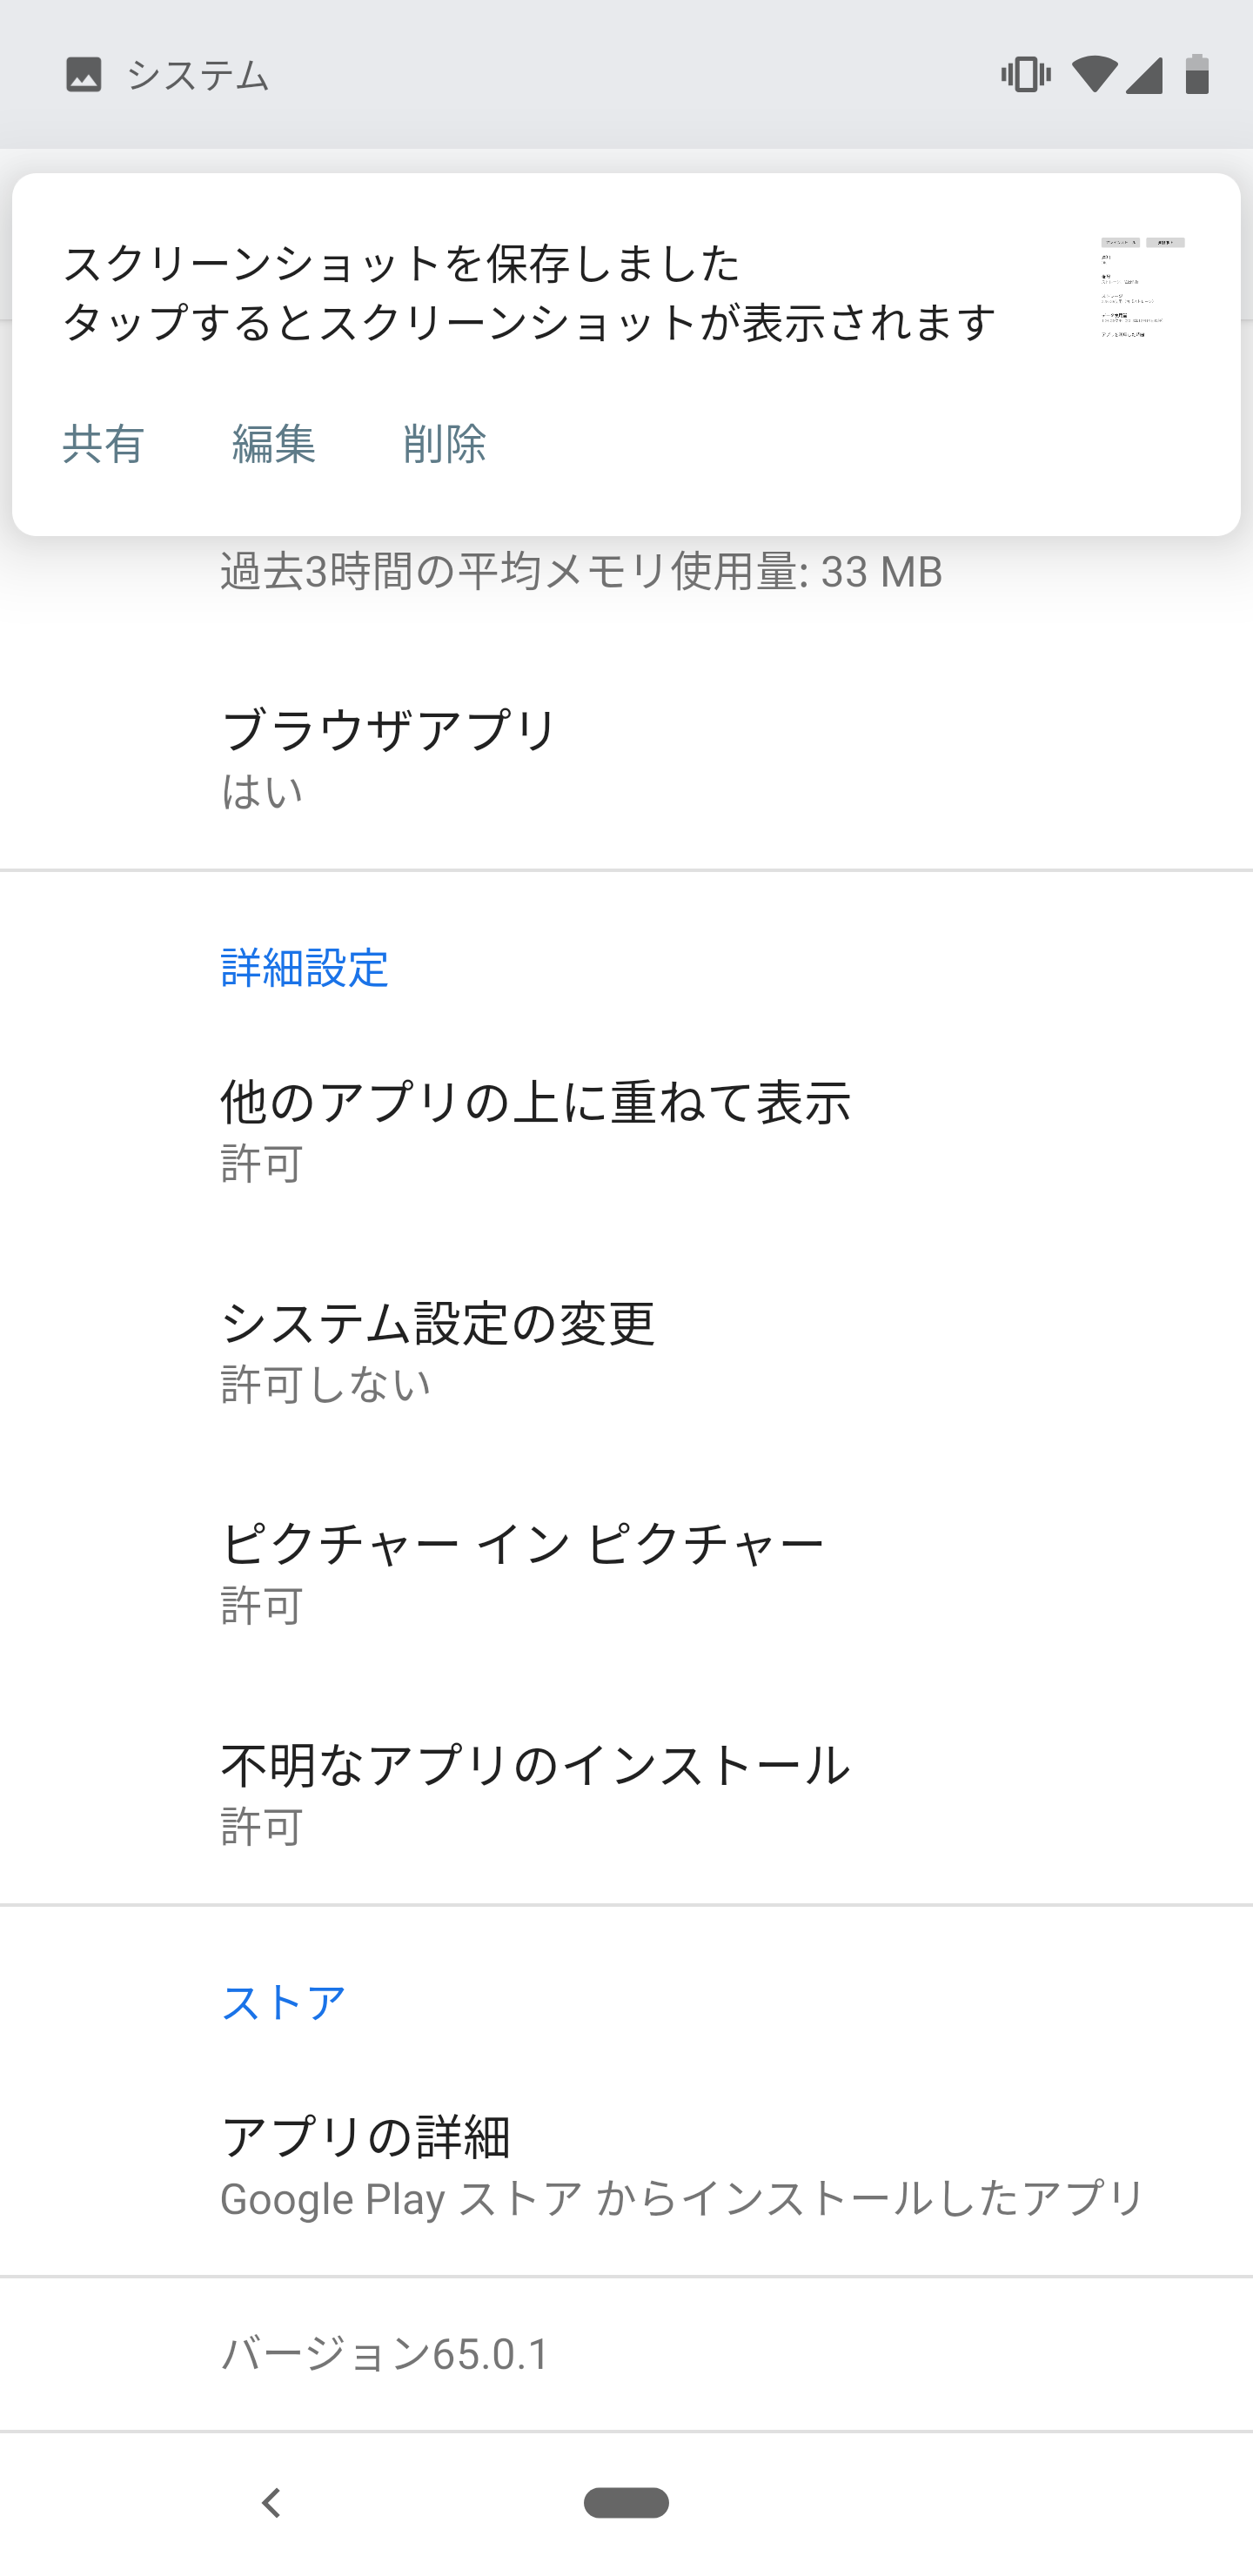 システム
スクリーンショットを保存しました
タップするとスクリーンショットが表示されます
共有 編集 削除
過去3時間の平均メモリ使用量: 33 MB
ブラウザアプリ
はい
詳細設定
他のアプリの上に重ねて表示
許可
システム設定の変更
許可しない
ピクチャー イン ピクチャー
許可
不明なアプリのインストール
許可
ストア
アプリの詳細
Google Play ストア からインストールしたアプリ
バージョン65.0.1